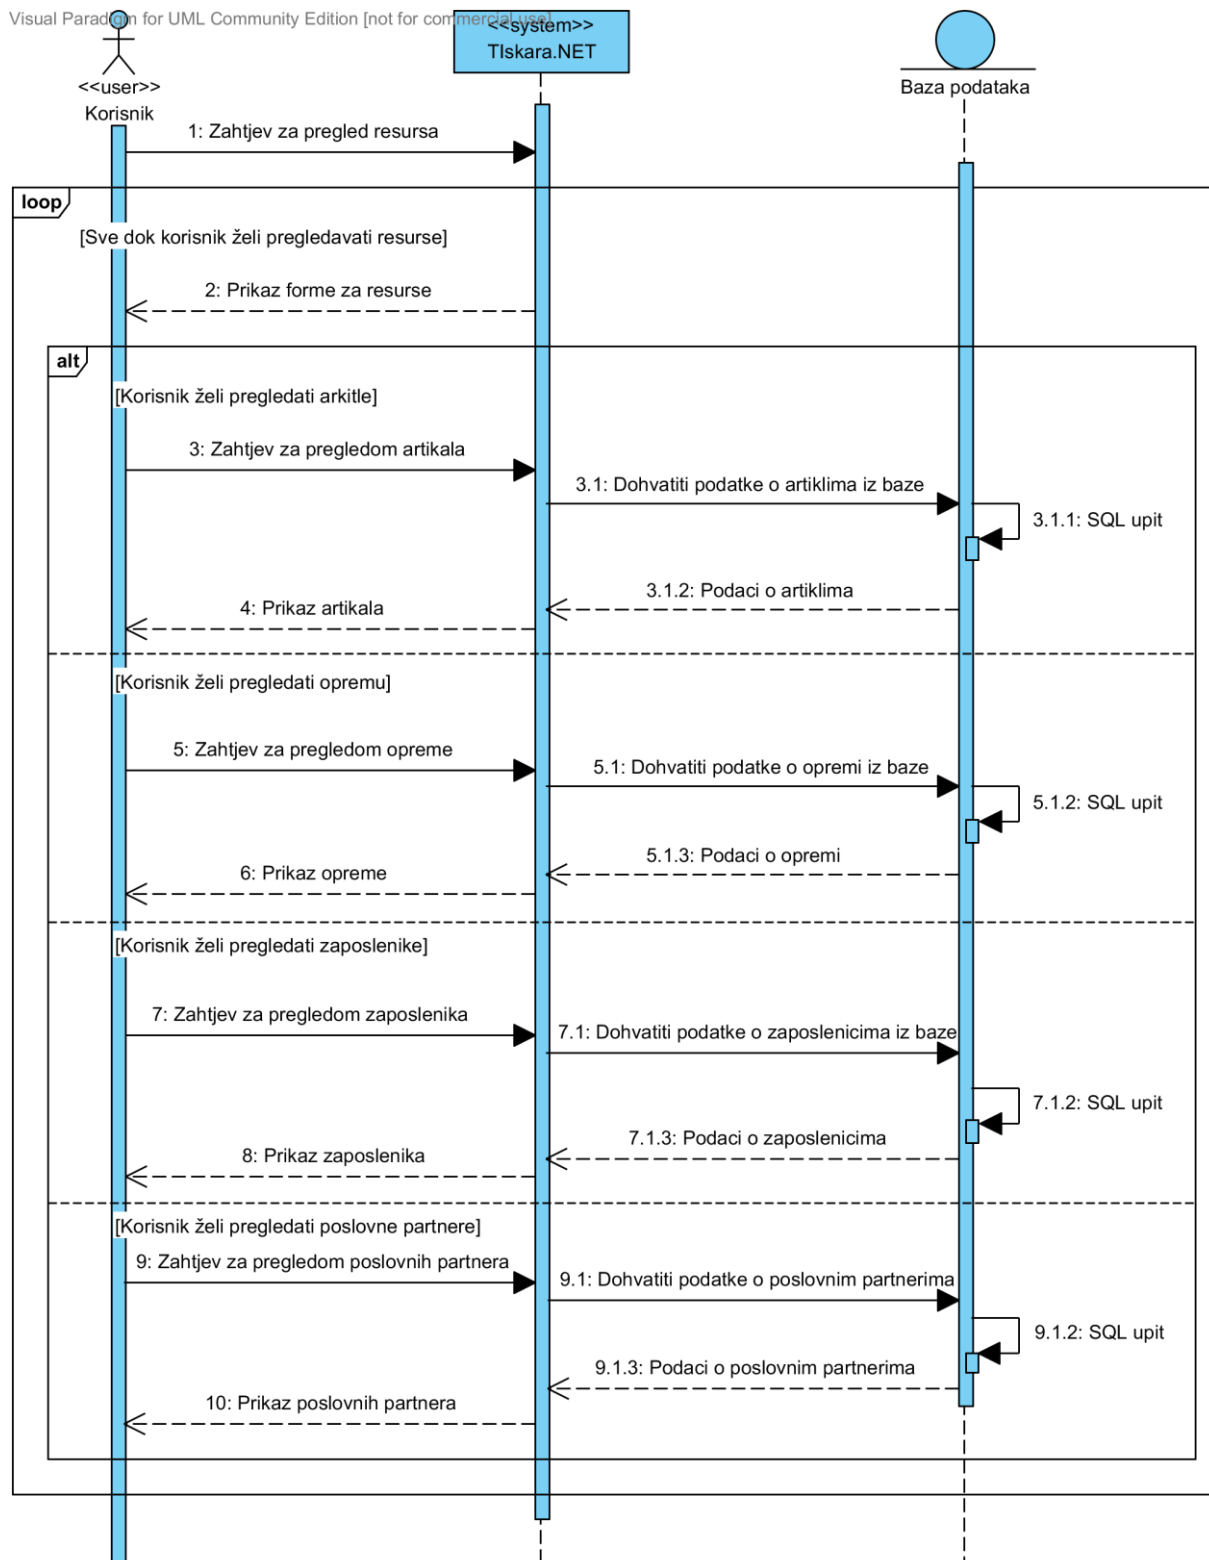 Visual Paradigm for UML Community Edition [not for commercial use]
<<user>>
Korisnik
<<system>>
TIskara.NET
Baza podataka
1: Zahtjev za pregled resursa
loop
[Sve dok korisnik želi pregledavati resurse]
2: Prikaz forme za resurse
alt
[Korisnik želi pregledati arkitle]
3: Zahtjev za pregledom artikala
3.1: Dohvatiti podatke o artiklima iz baze
3.1.1: SQL upit
3.1.2: Podaci o artiklima
4: Prikaz artikala
[Korisnik želi pregledati opremu]
5: Zahtjev za pregledom opreme
5.1: Dohvatiti podatke o opremi iz baze
5.1.2: SQL upit
5.1.3: Podaci o opremi
6: Prikaz opreme
[Korisnik želi pregledati zaposlenike]
7: Zahtjev za pregledom zaposlenika
7.1: Dohvatiti podatke o zaposlenicima iz baze
7.1.2: SQL upit
7.1.3: Podaci o zaposlenicima
8: Prikaz zaposlenika
[Korisnik želi pregledati poslovne partnere]
9: Zahtjev za pregledom poslovnih partnera
9.1: Dohvatiti podatke o poslovnim partnerima
9.1.2: SQL upit
9.1.3: Podaci o poslovnim partnerima
10: Prikaz poslovnih partnera